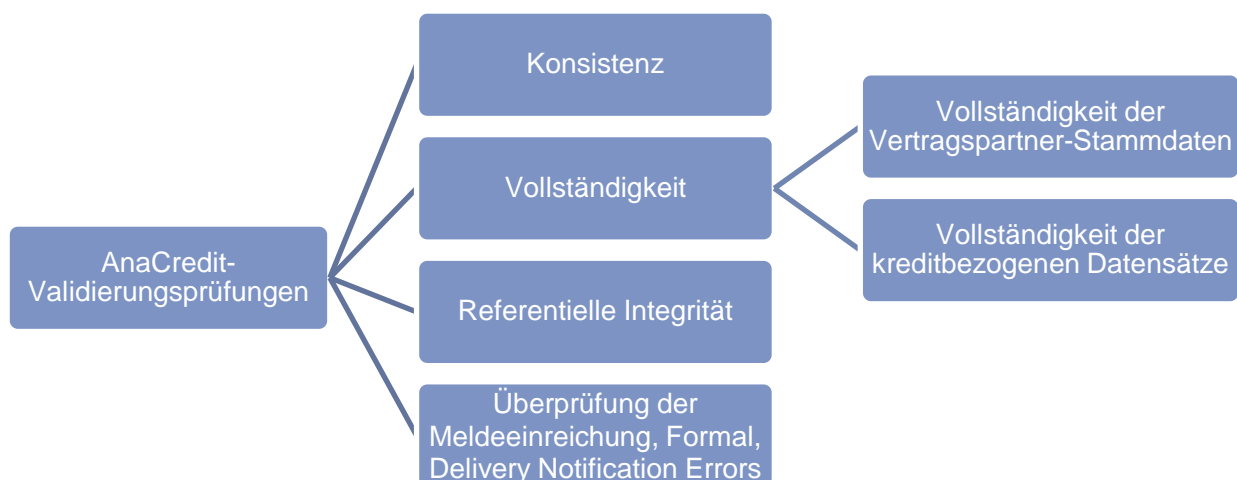 AnaCredit-
Validierungsprüfungen
Konsistenz
Vollständigkeit
Vollständigkeit der
Vertragspartner-Stammdaten
Vollständigkeit der
kreditbezogenen Datensätze
Referentielle Integrität
Überprüfung der
Meldeeinreichung, Formal,
Delivery Notification Errors